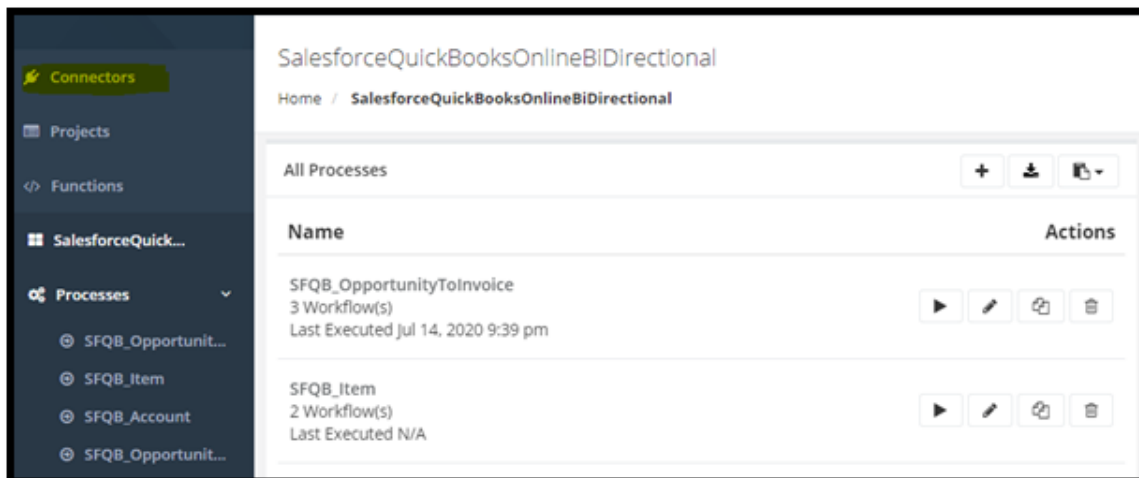 Connectors
Projects
Functions
SalesforceQuick...
Processes
SFQB_Opportunit...
SFQB_Item
SFQB_Account
SFQB_Opportunit...
SalesforceQuickBooksOnlineBiDirectional
Home / SalesforceQuickBooksOnlineBiDirectional
All Processes
Name Actions
SFQB_OpportunityToInvoice
3 Workflow(s)
Last Executed Jul 14, 2020 9:39 pm
SFQB_Item
2 Workflow(s)
Last Executed N/A